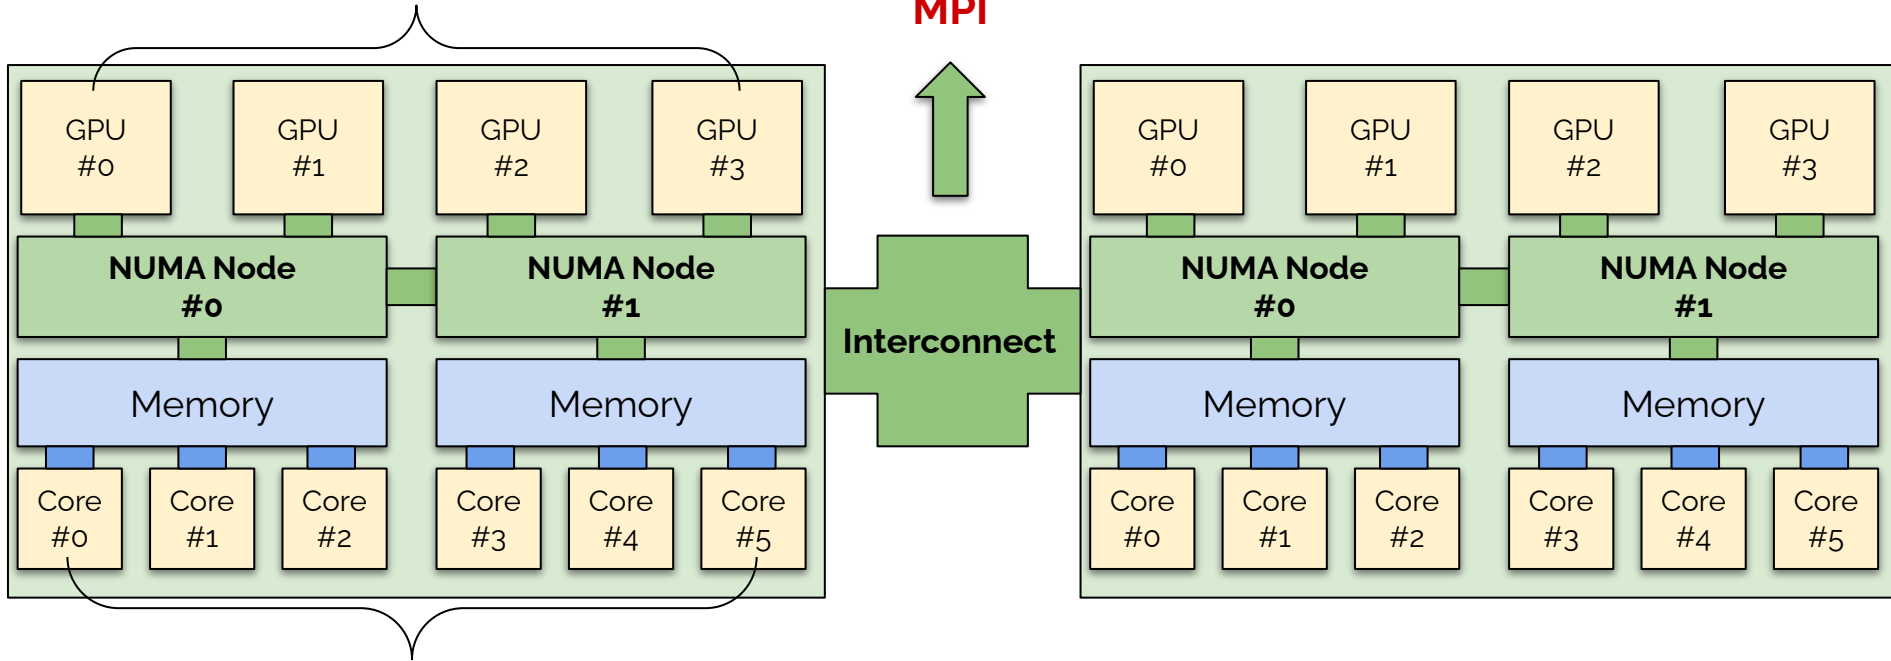 MPI
GPU
#0
GPU
#1
GPU
#2
GPU
#3
NUMA Node
#0
NUMA Node
#1
Memory
Memory
Core
#0
Core
#1
Core
#2
Core
#3
Core
#4
Core
#5
Interconnect
GPU
#0
GPU
#1
GPU
#2
GPU
#3
NUMA Node
#0
NUMA Node
#1
Memory
Memory
Core
#0
Core
#1
Core
#2
Core
#3
Core
#4
Core
#5